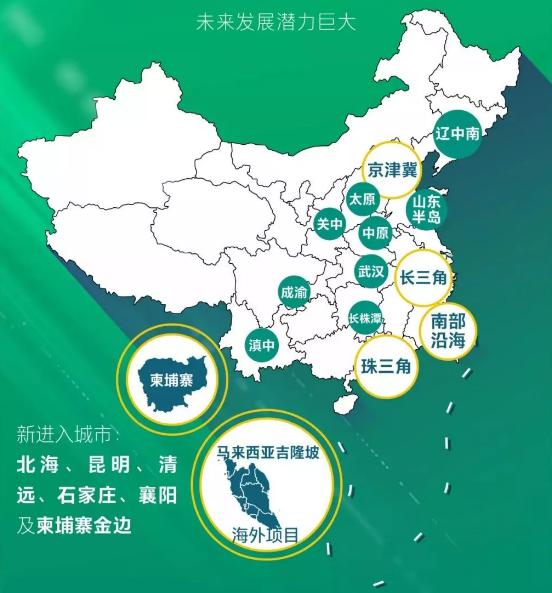 未来发展潜力巨大
辽中南
京津冀
太原
山东
半岛
关中
中原
武汉
长三角
成渝
长株潭
南部
沿海
滇中
珠三角
柬埔寨
新进入城市：
北海、昆明、清
远、石家庄、襄阳
及柬埔寨金边
马来西亚吉隆坡
海外项目